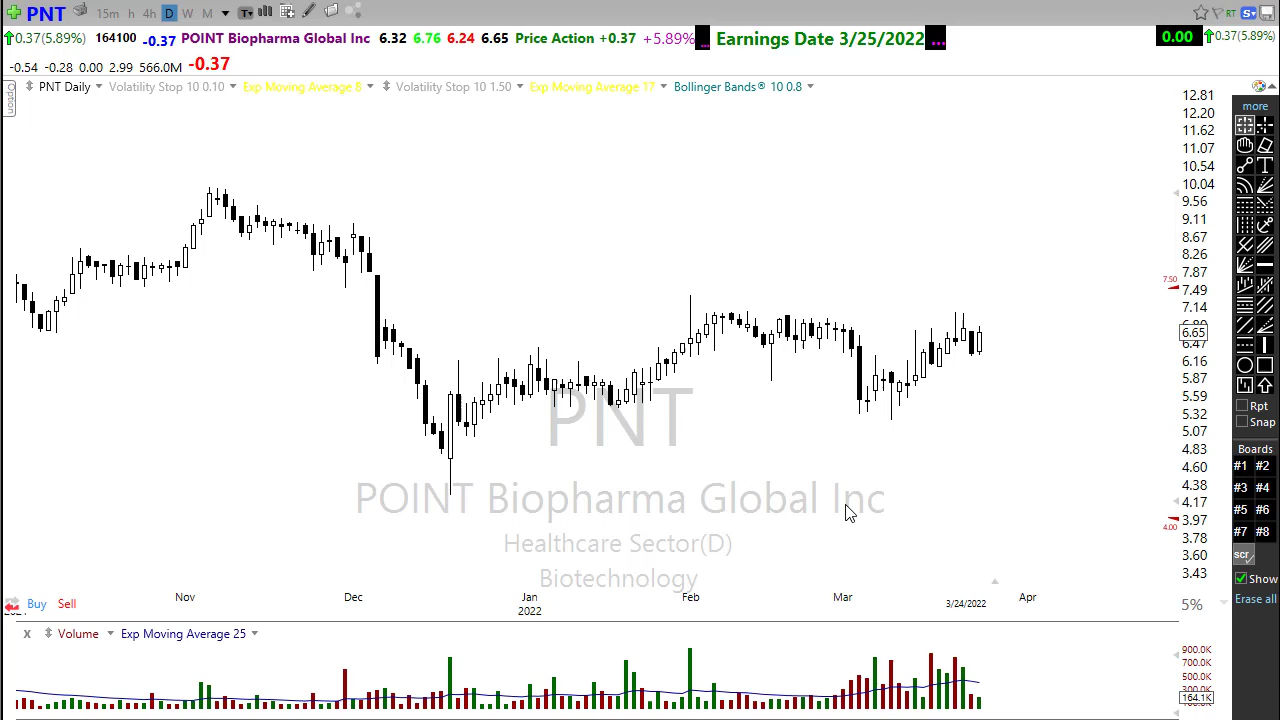 PNT 15m h 4h D W M T RT S
0.37(5.89%) 164100 -0.37 POINT Biopharma Global Inc 6.32 6.76 6.24 6.65 Price Action +0.37 +5.89% ... Earnings Date 3/25/2022 ... 0.00 0.37(5.89%)
-0.54 -0.28 0.00 2.99 566.0M -0.37
Option
PNT Daily Volatility Stop 10 0.10 Exp Moving Average 8 Volatility Stop 10 1.50 Exp Moving Average 17 Bollinger Bands® 10 0.8
12.81
12.20
11.62
11.07
10.54
10.04
9.56
9.11
8.67
8.26
7.87
7.50
7.49
7.14
6.80
6.65
6.47
6.16
5.87
5.59
5.32
5.07
4.83
4.60
4.38
4.17
4.00
3.97
3.78
3.60
3.43
5%
PNT
POINT Biopharma Global Inc
Healthcare Sector(D)
Biotechnology
Buy Sell
Nov Dec Jan Feb Mar 3/24/2022 Apr
2022
X Volume Exp Moving Average 25
900.0K
700.0K
500.0K
300.0K
164.1K
more
T
Rpt
Snap
Boards
#1 #2
#3 #4
#5 #6
#7 #8
scr
Show
Erase all